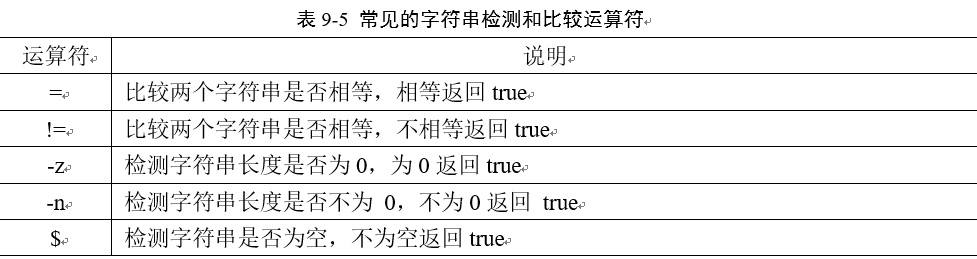 表 9-5 常见的字符串检测和比较运算符
运算符 说明
= 比较两个字符串是否相等，相等返回 true
!= 比较两个字符串是否相等，不相等返回 true
-z 检测字符串长度是否为 0，为 0 返回 true
-n 检测字符串长度是否不为 0，不为 0 返回 true
$ 检测字符串是否为空，不为空返回 true